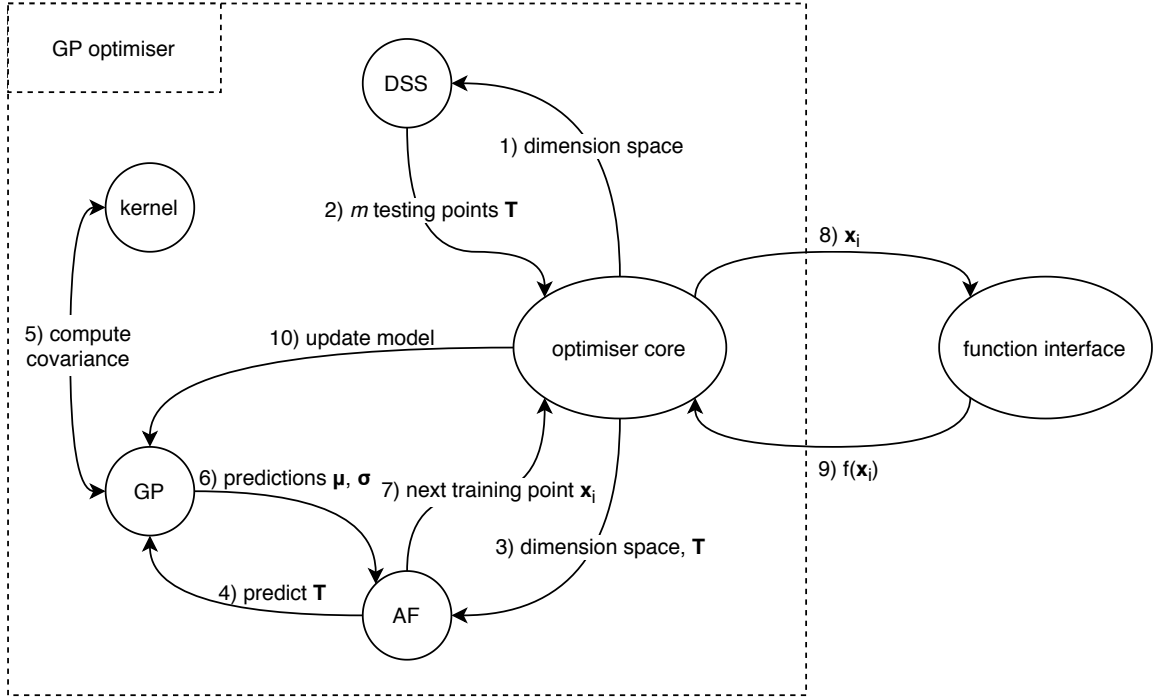 GP optimiser
DSS
1) dimension space
kernel
2) m testing points T
8) xi
5) compute
covariance
10) update model
optimiser core
function interface
9) f(xi)
GP
6) predictions μ, σ
7) next training point xi
3) dimension space, T
4) predict T
AF